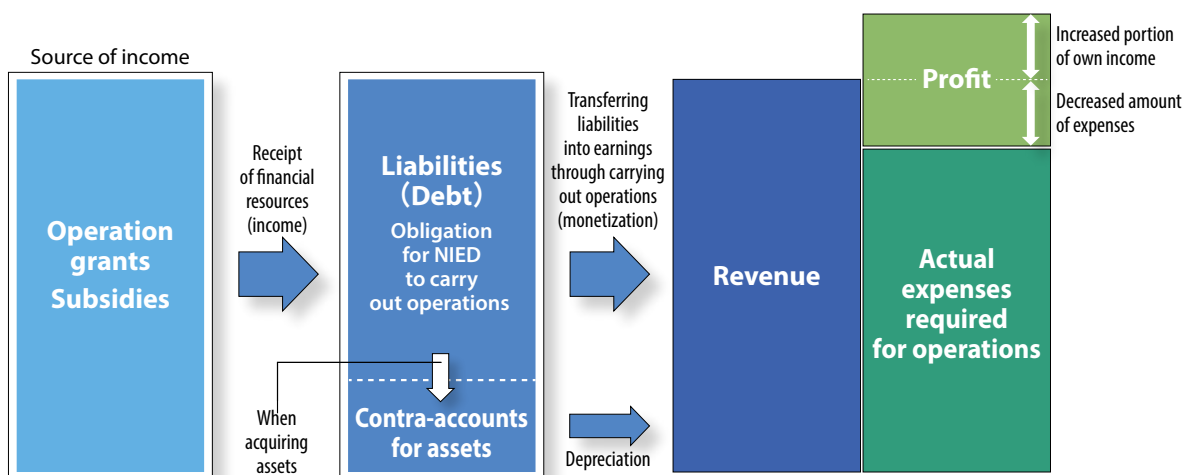 Source of income
Operation
grants
Subsidies
Receipt
of financial
resources
(income)
When
acquiring
assets
Liabilities
(Debt)
Obligation
for NIED
to carry
out operations
Contra-accounts
for assets
Transferring
liabilities
into earnings
through carrying
out operations
(monetization)
Depreciation
Revenue
Profit
Increased portion
of own income
Decreased amount
of expenses
Actual
expenses
required
for operations